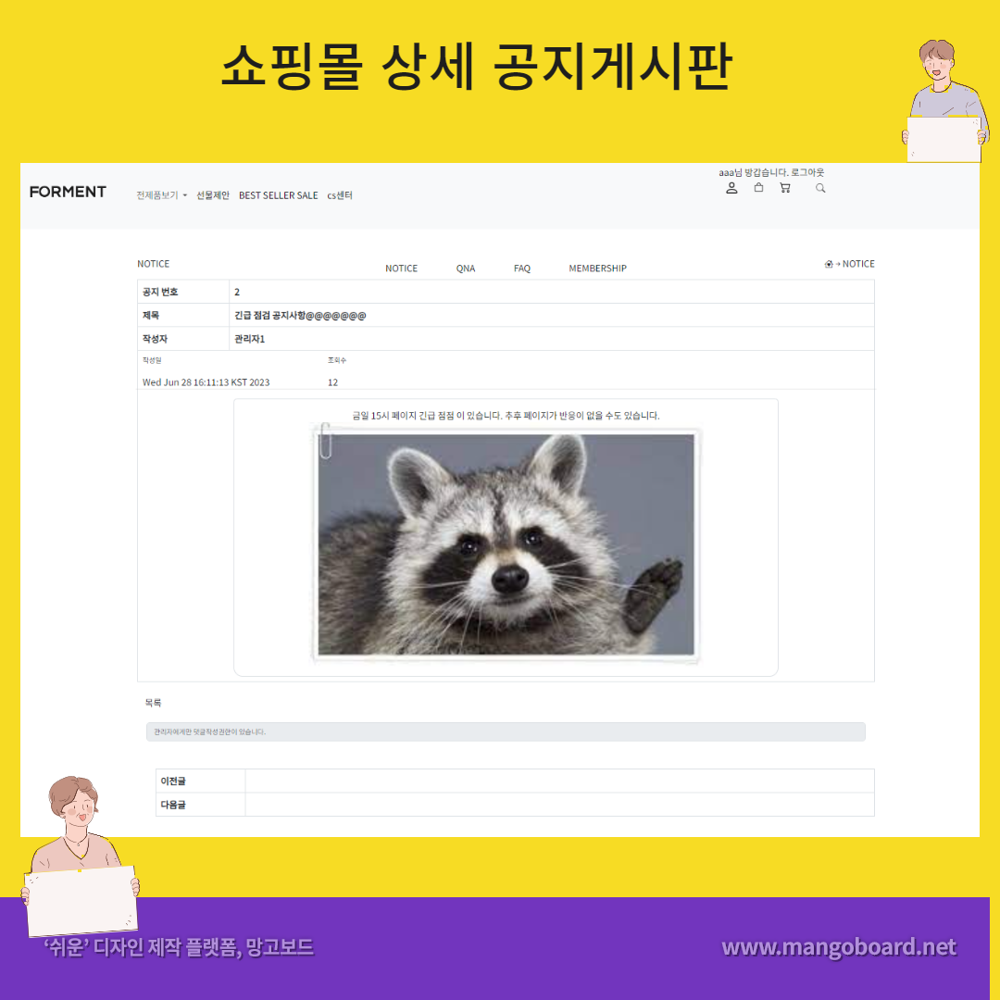 쇼핑몰 상세 공지게시판
aaa님 방갑습니다. 로그아웃
FORMENT
전제품보기 선물제안 BEST SELLER SALE cs센터
NOTICE
NOTICE QNA FAQ MEMBERSHIP
→ NOTICE
공지 번호 2
제목 긴급 점검 공지사항@@@@@@@
작성자 관리자1
작성일 조회수
Wed Jun 28 16:11:13 KST 2023 12
금일 15시 페이지 긴급 점점 이 있습니다. 추후 페이지가 반응이 없을 수도 있습니다.
목록
관리자에게만 댓글작성권한이 있습니다.
이전글
다음글
‘쉬운’ 디자인 제작 플랫폼, 망고보드
www.mangoboard.net